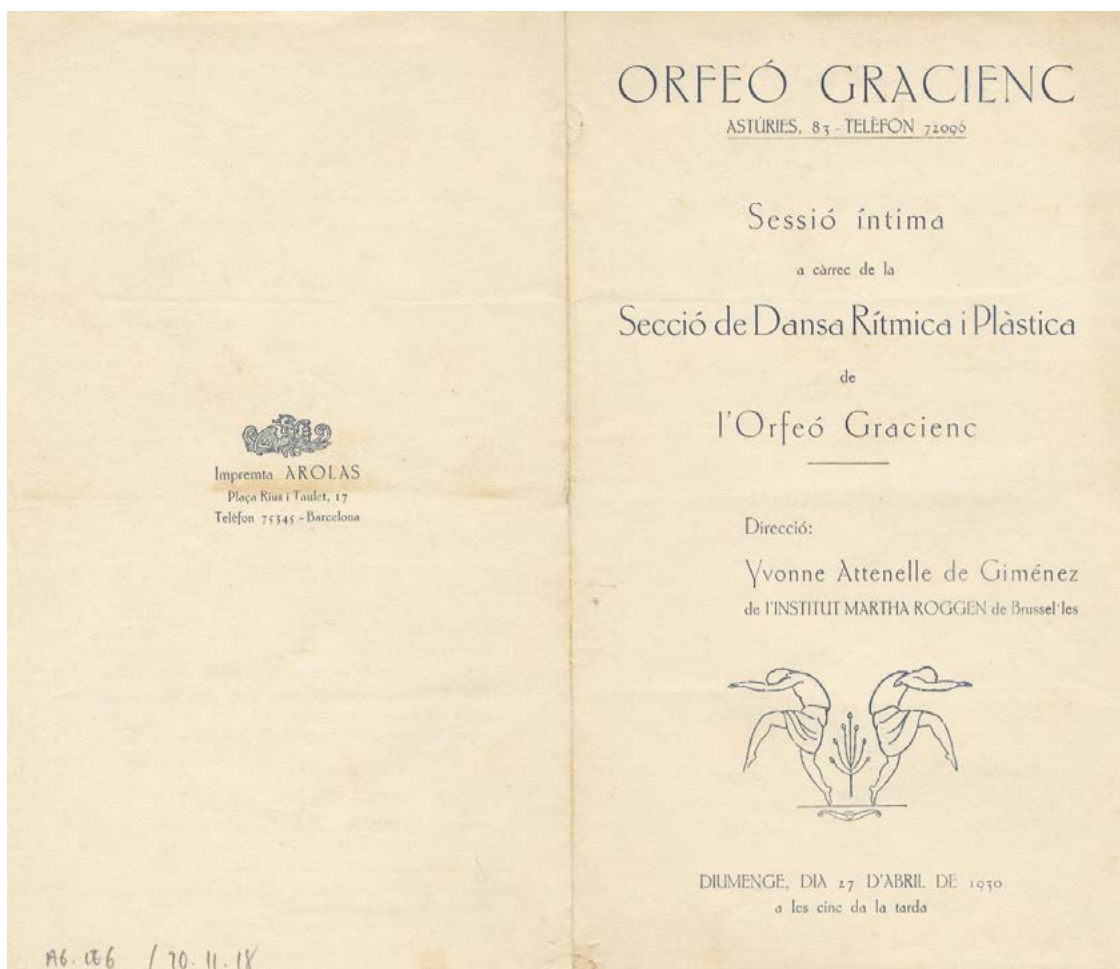 ORFEÓ GRACIENC
ASTÚRIES, 83 - TELÈFON 72096
Sessió íntima
a càrrec de la
Secció de Dansa Rítmica i Plàstica
de
l'Orfeó Gracienc
Direcció:
Yvonne Attenelle de Giménez
de l'INSTITUT MARTHA ROGGEN de Brussel·les
DIUMENGE, DIA 27 D'ABRIL DE 1930
a les cinc da la tarda
Impremta AROLAS
Plaça Rius i Taulet, 17
Telèfon 75345 - Barcelona